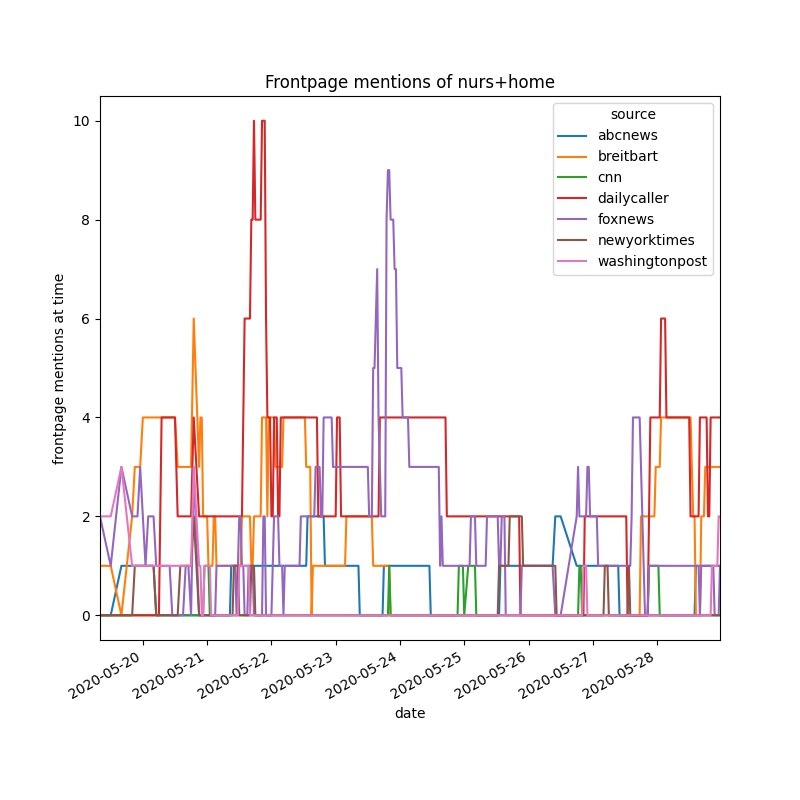 Frontpage mentions of nurs+home
source
abcnews
breitbart
cnn
dailycaller
foxnews
newyorktimes
washingtonpost
frontpage mentions at time
10
8
6
4
2
0
2020-05-20
2020-05-21
2020-05-22
2020-05-23
2020-05-24
2020-05-25
2020-05-26
2020-05-27
2020-05-28
date